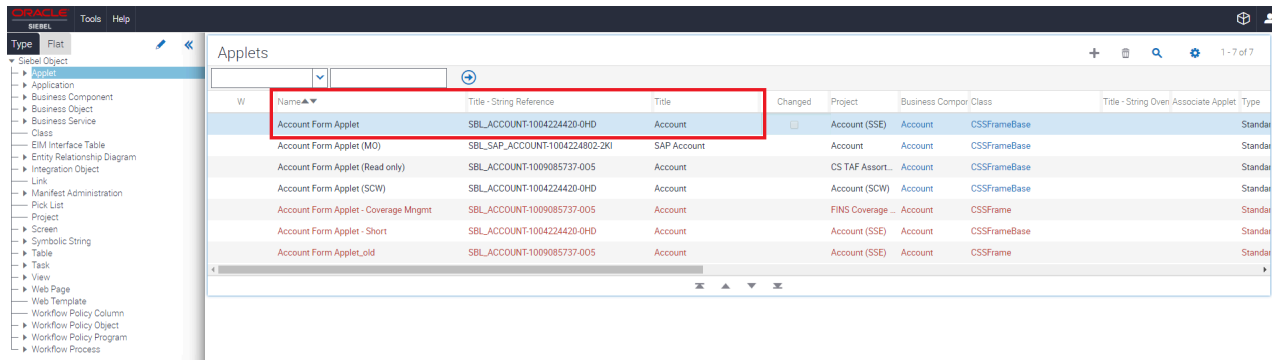 ORACLE
SIEBEL
Tools Help
Type Flat
Siebel Object
Applet
Application
Business Component
Business Object
Business Service
Class
EIM Interface Table
Entity Relationship Diagram
Integration Object
Link
Manifest Administration
Pick List
Project
Screen
Symbolic String
Table
Task
View
Web Page
Web Template
Workflow Policy Column
Workflow Policy Object
Workflow Policy Program
Workflow Process
Applets
1 - 7 of 7
W Name Title - String Reference Title Changed Project Business Compor Class Title - String Overr Associate Applet Type
Account Form Applet SBL_ACCOUNT-1004224420-0HD Account Account (SSE) Account CSSFrameBase Standar
Account Form Applet (MO) SBL_SAP_ACCOUNT-1004224802-2KI SAP Account Account Account CSSFrameBase Standar
Account Form Applet (Read only) SBL_ACCOUNT-1009085737-0O5 Account CS TAF Assort... Account CSSFrameBase Standar
Account Form Applet (SCW) SBL_ACCOUNT-1004224420-0HD Account Account (SCW) Account CSSFrameBase Standar
Account Form Applet - Coverage Mngmt SBL_ACCOUNT-1009085737-0O5 Account FINS Coverage ... Account CSSFrame Standar
Account Form Applet - Short SBL_ACCOUNT-1004224420-0HD Account Account (SSE) Account CSSFrameBase Standar
Account Form Applet_old SBL_ACCOUNT-1009085737-0O5 Account Account (SSE) Account CSSFrame Standar